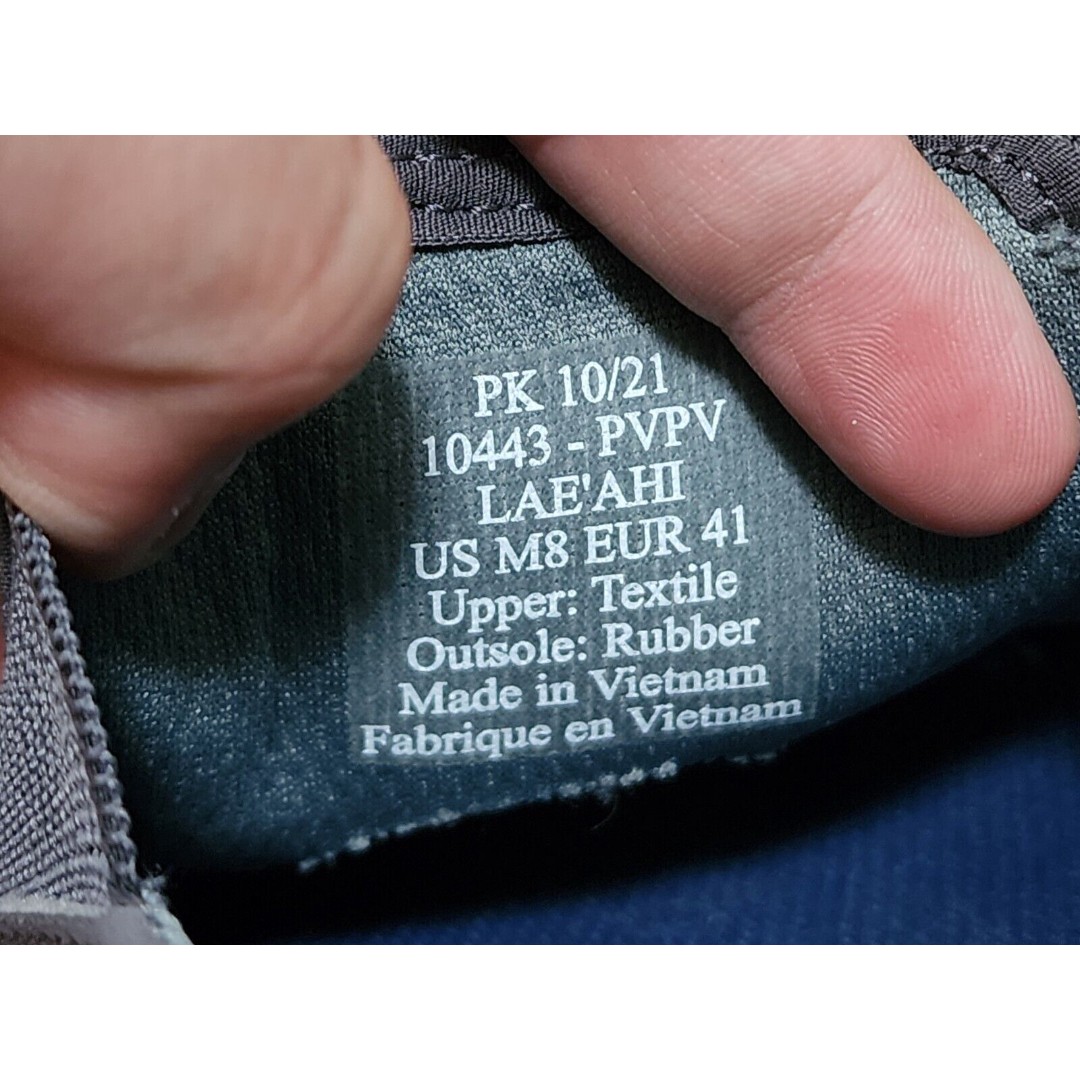 PK 10/21
10443 - PVPV
LAE'AHI
US M8 EUR 41
Upper: Textile
Outsole: Rubber
Made in Vietnam
Fabrique en Vietnam